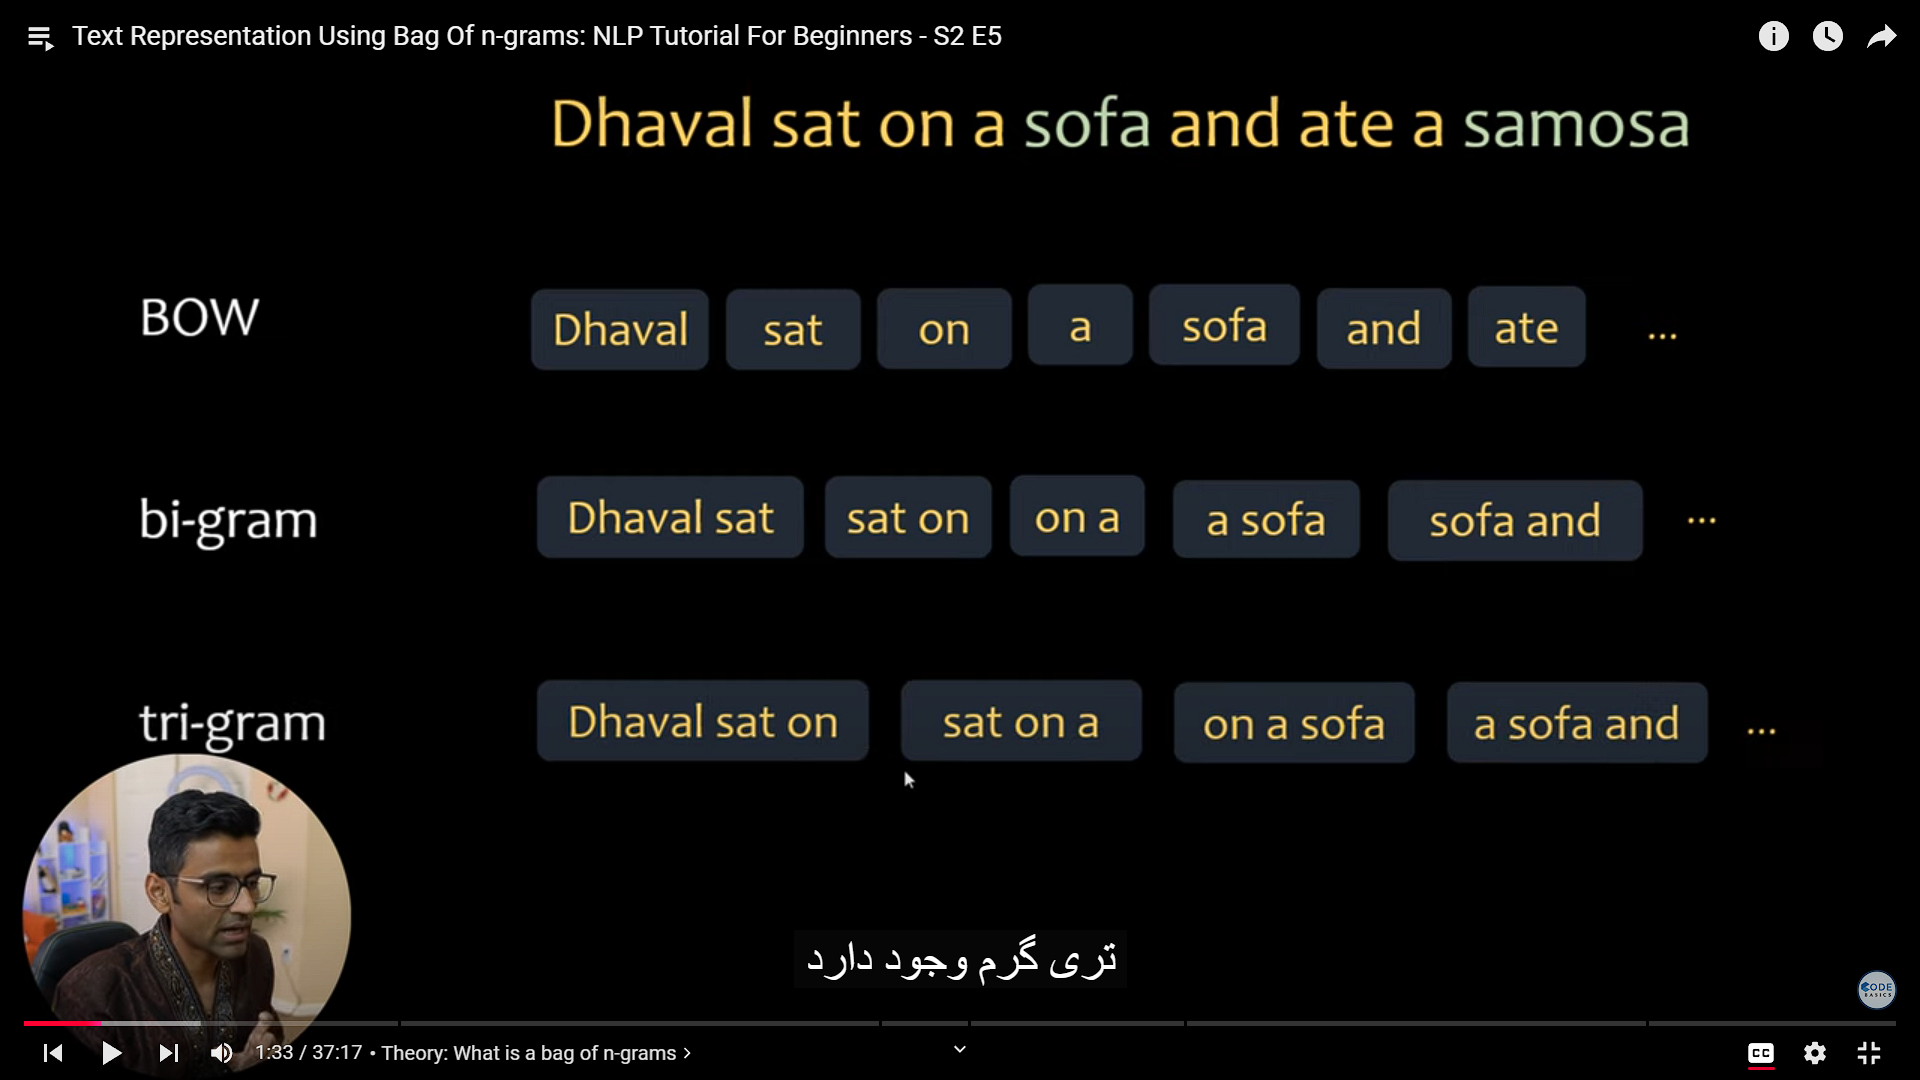 Text Representation Using Bag Of n-grams: NLP Tutorial For Beginners - S2 E5
Dhaval sat on a sofa and ate a samosa
BOW Dhaval sat on a sofa and ate ...
bi-gram Dhaval sat sat on on a a sofa sofa and ...
tri-gram Dhaval sat on sat on a on a sofa a sofa and ...
تری گرم وجود دارد
CODE
BASICS
1:33 / 37:17 • Theory: What is a bag of n-grams >
CC